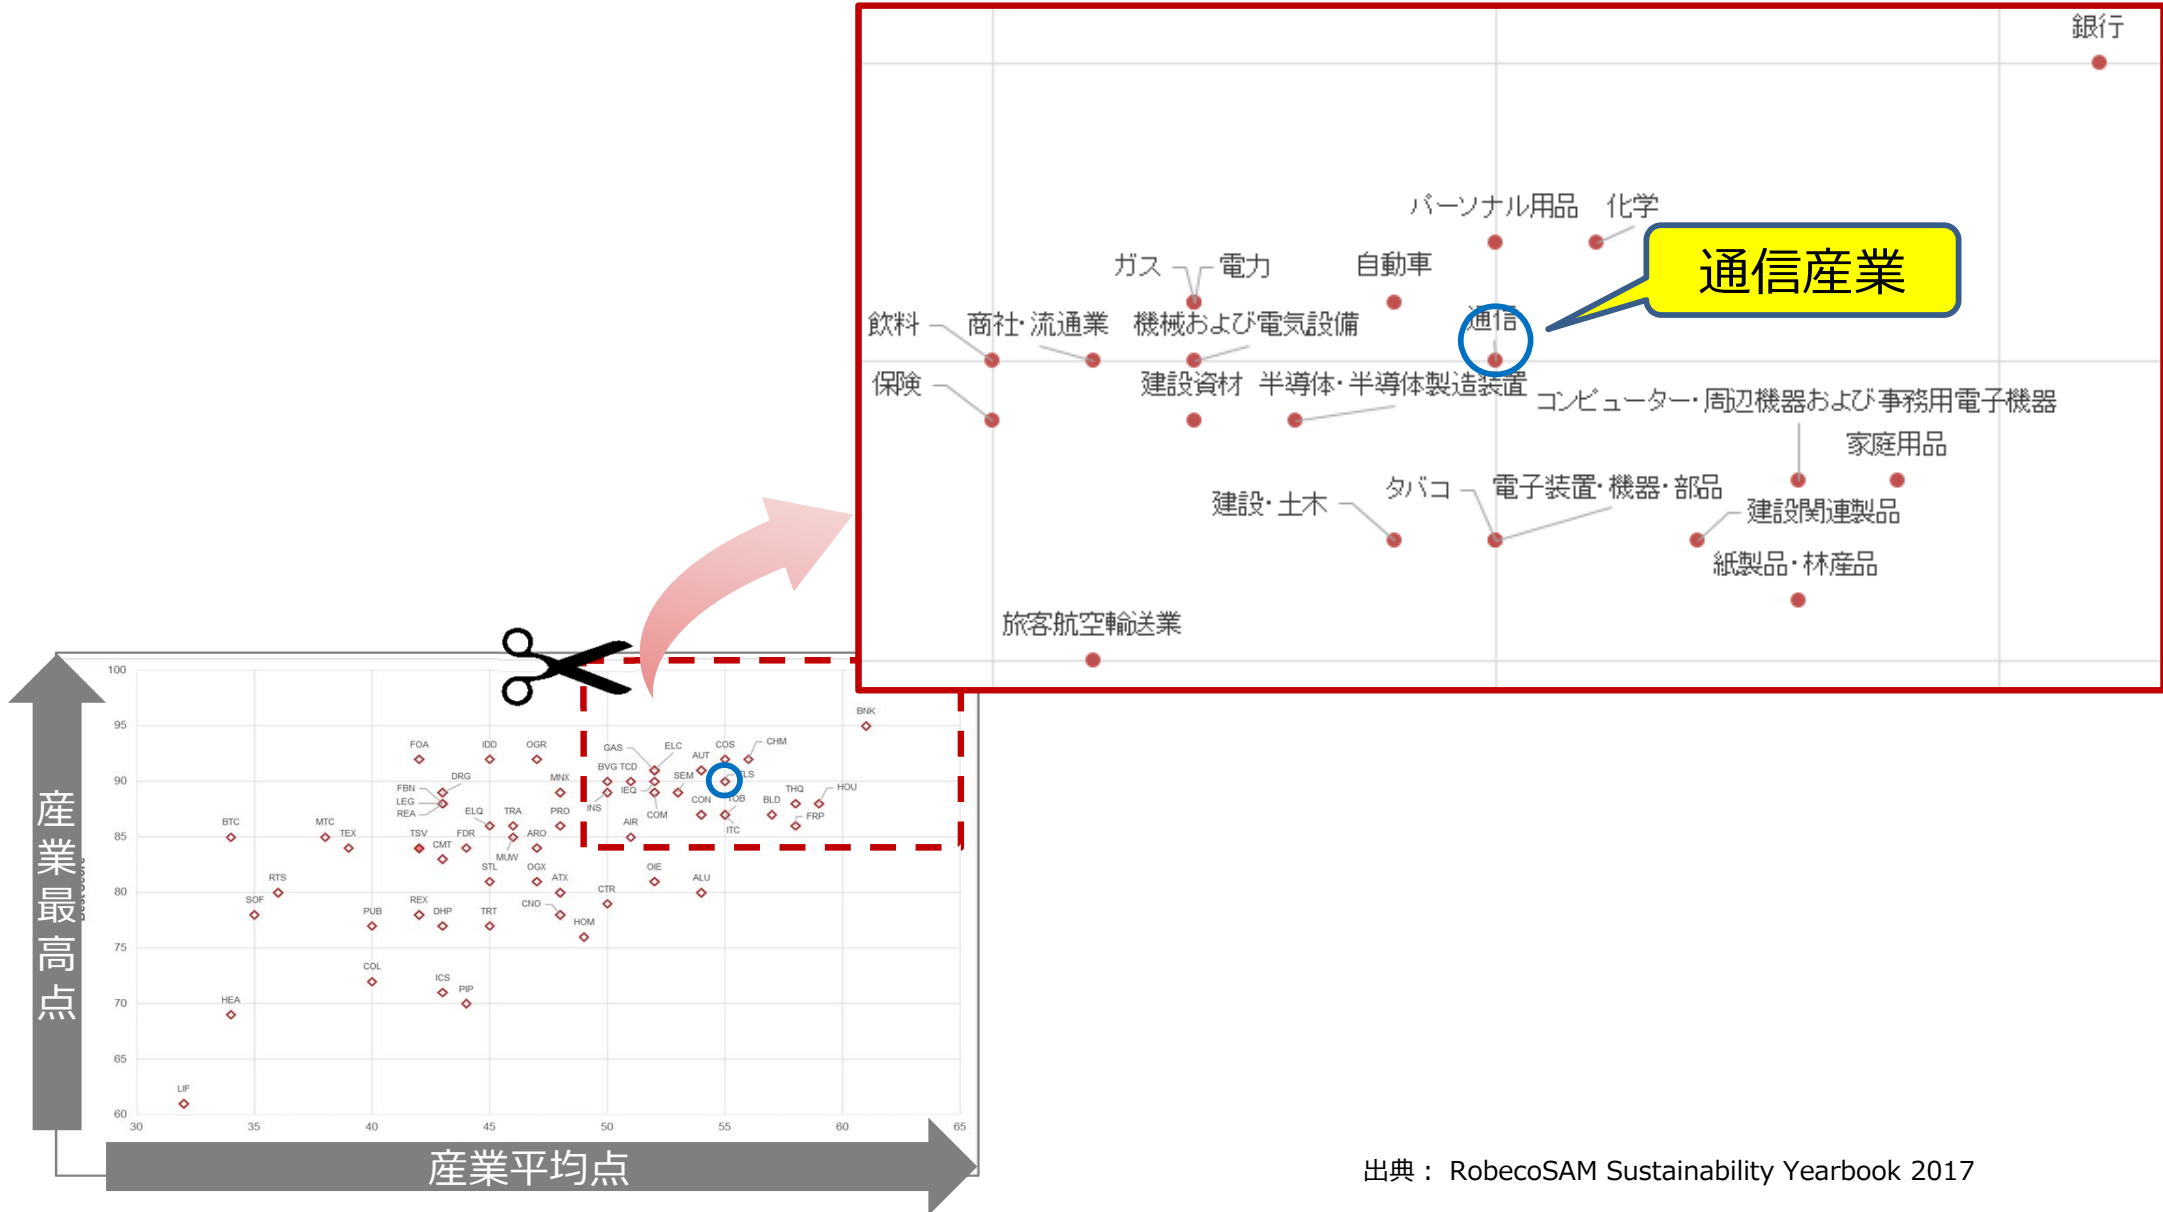 銀行
パーソナル用品 化学
通信産業
ガス 電力 自動車
飲料 商社・流通業 機械および電気設備 通信
保険 建設資材 半導体・半導体製造装置
コンピューター・周辺機器および事務用電子機器
家庭用品
建設・土木 タバコ 電子装置・機器・部品
建設関連製品
紙製品・林産品
旅客航空輸送業
産業最高点
100
95
90
85
80
75
70
65
60
BNK
FOA IDD OGR GAS ELC AUT COS CHM
FBN DRG MNX BVG TCD IEQ SEM
LEG
REA
ELQ TRA PRO INS COM CON TOB BLD THQ HOU
BTC MTC TEX TSV CMT FDR MUW ARO AIR ITC FRP
RTS STL OGX ATX CTR OIE ALU
SOF PUB REX DHP TRT CNO HOM
COL ICS PIP
HEA
LIF
30 35 40 45 50 55 60 65
産業平均点
出典： RobecoSAM Sustainability Yearbook 2017